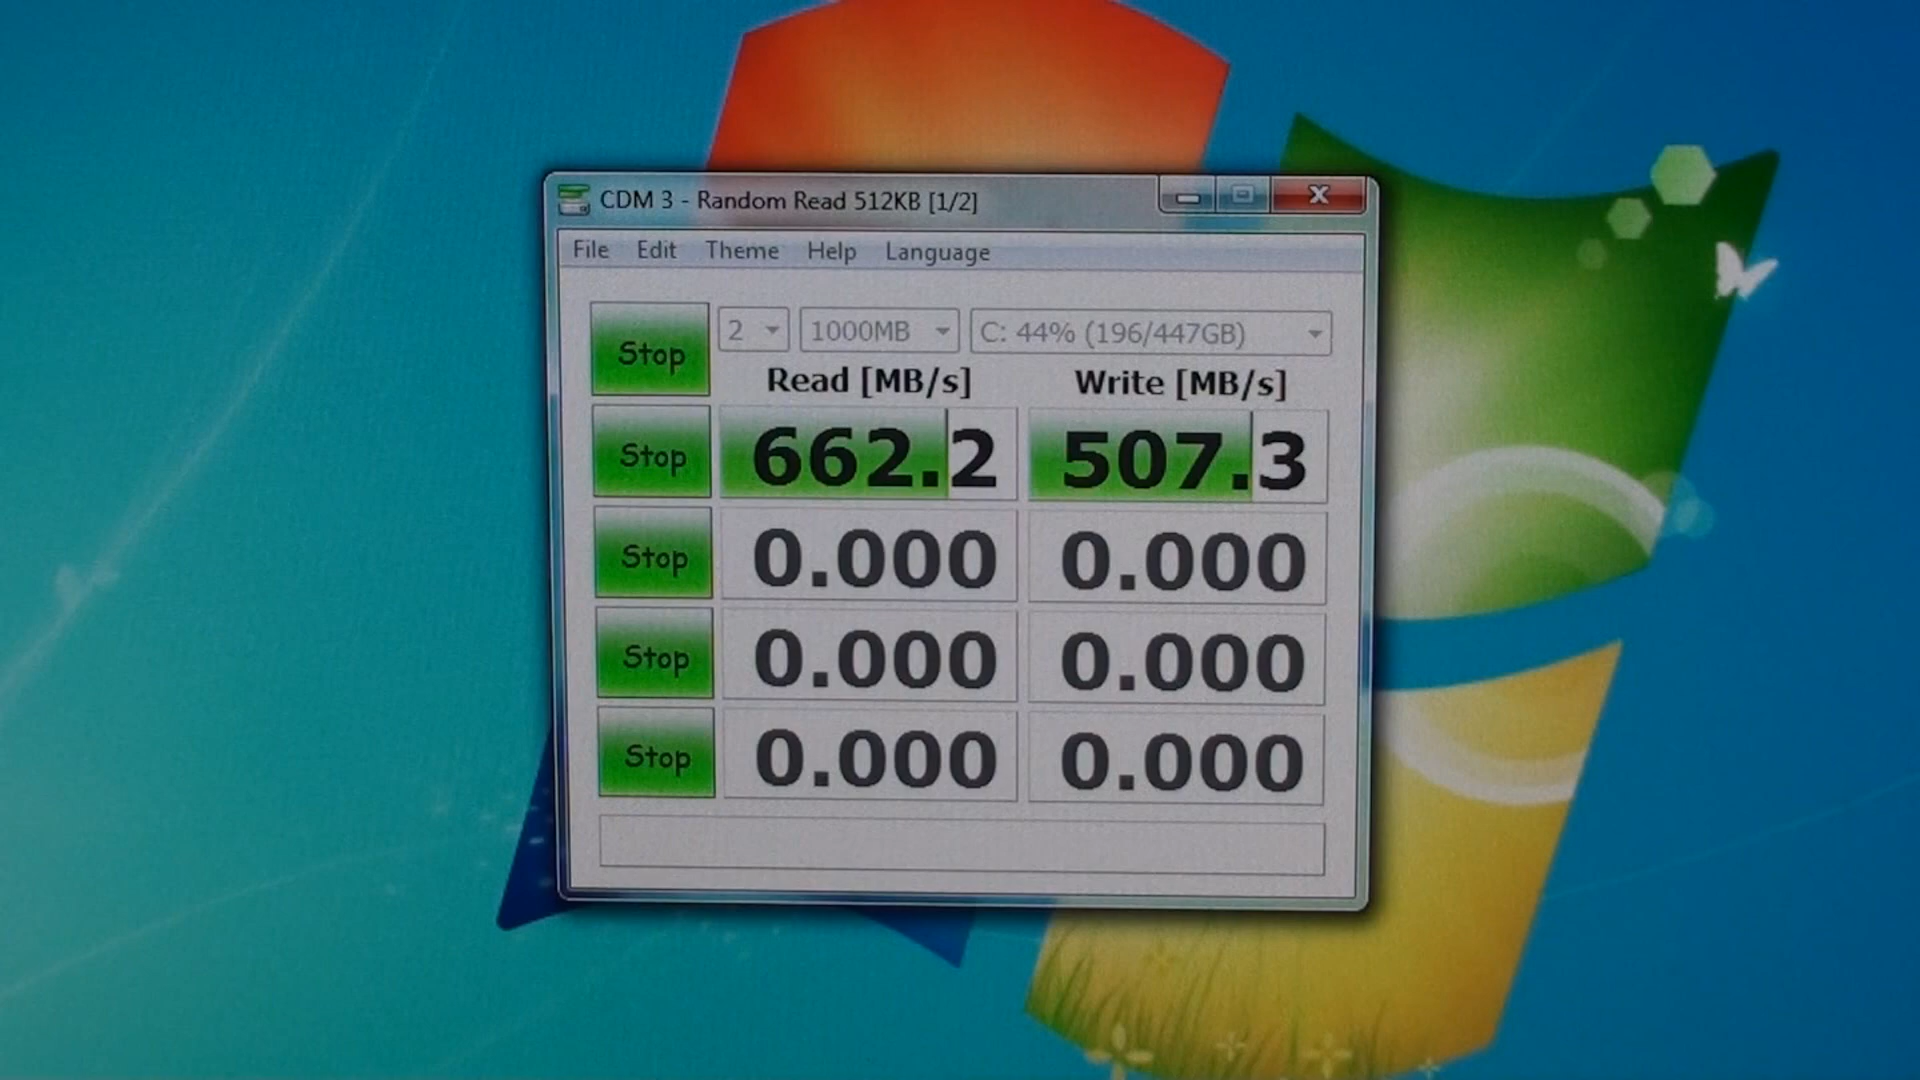 CDM 3 - Random Read 512KB [1/2]
File Edit Theme Help Language
Stop 2 1000MB C: 44% (196/447GB)
Read [MB/s] Write [MB/s]
Stop 662.2 507.3
Stop 0.000 0.000
Stop 0.000 0.000
Stop 0.000 0.000